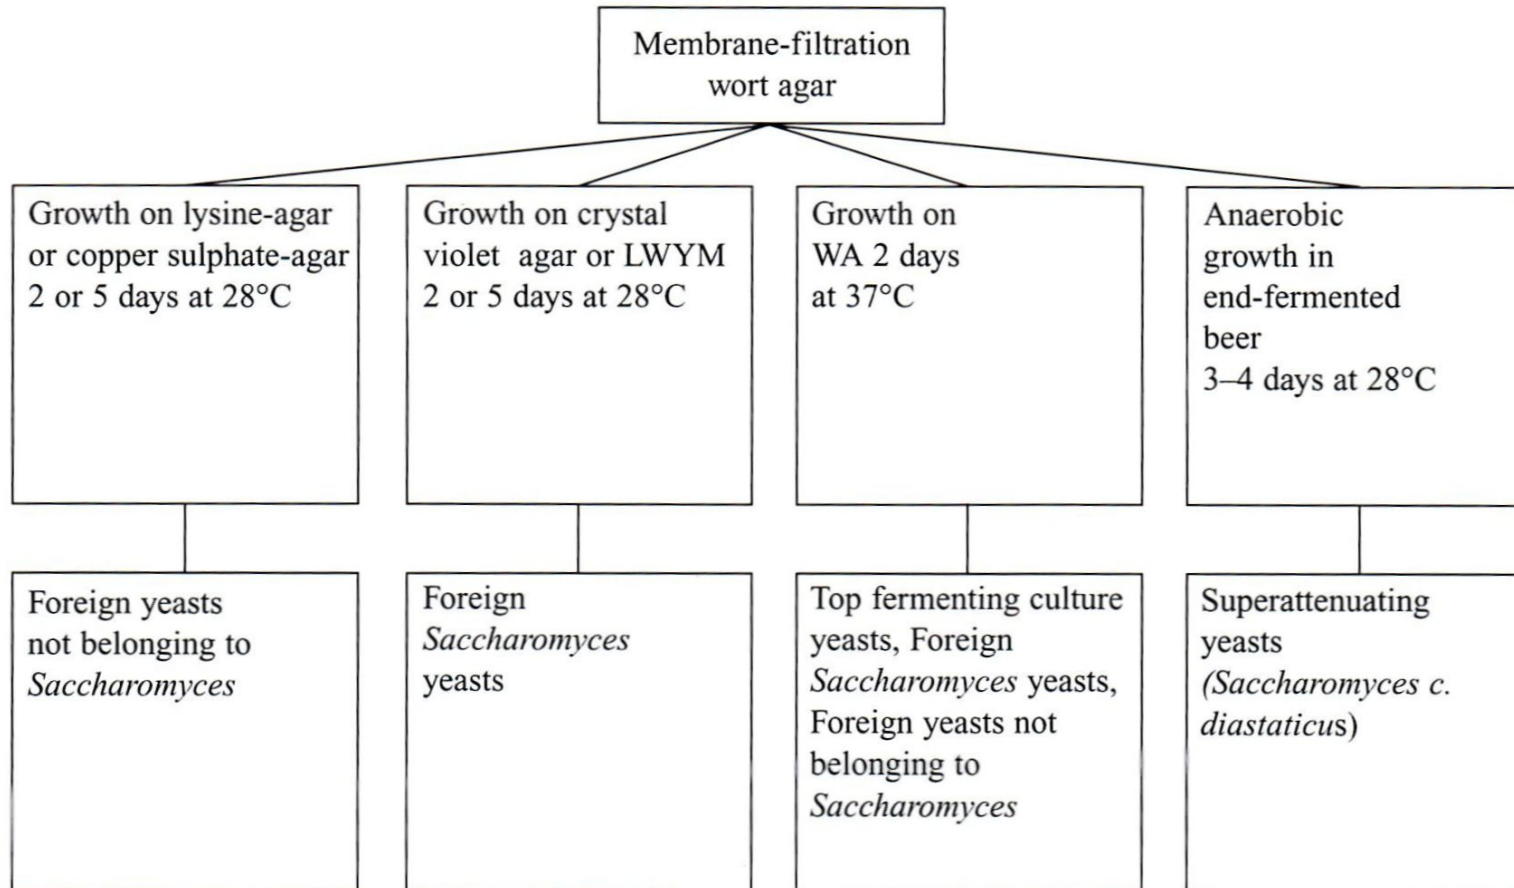 Membrane-filtration
wort agar
Growth on lysine-agar
or copper sulphate-agar
2 or 5 days at 28°C
Growth on crystal
violet agar or LWYM
2 or 5 days at 28°C
Growth on
WA 2 days
at 37°C
Anaerobic
growth in
end-fermented
beer
3–4 days at 28°C
Foreign yeasts
not belonging to
Saccharomyces
Foreign
Saccharomyces
yeasts
Top fermenting culture
yeasts, Foreign
Saccharomyces yeasts,
Foreign yeasts not
belonging to
Saccharomyces
Superattenuating
yeasts
(Saccharomyces c.
diastaticus)